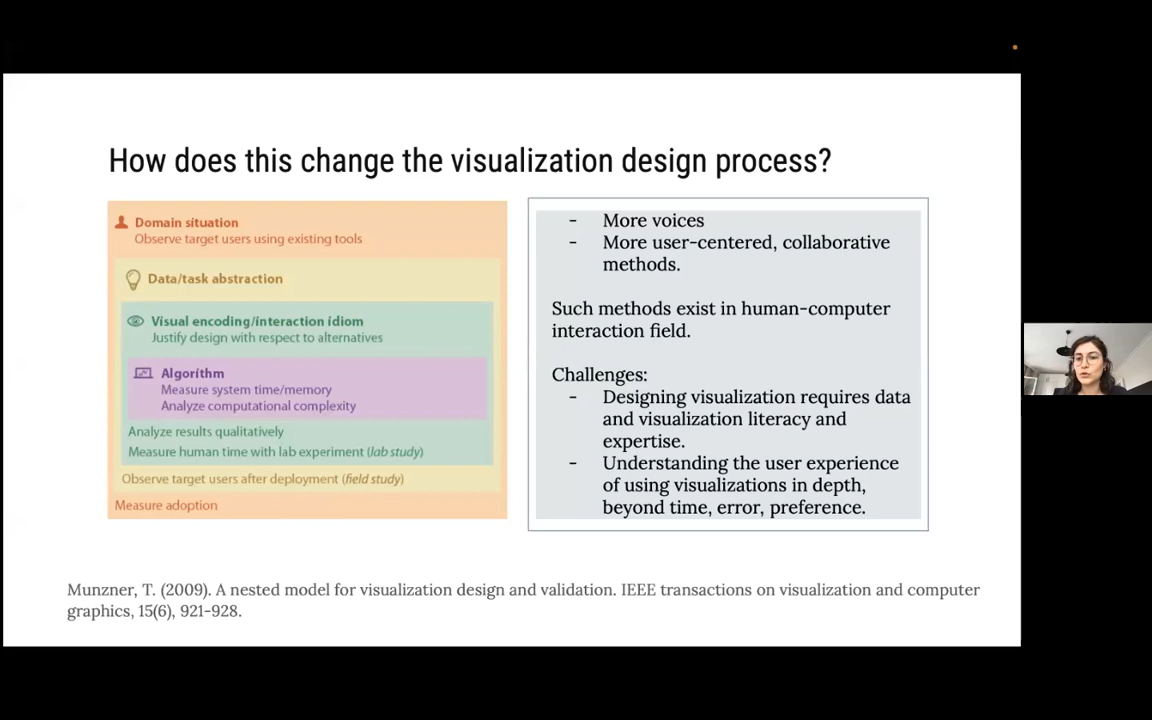 How does this change the visualization design process?
Domain situation
Observe target users using existing tools
Data/task abstraction
Visual encoding/interaction idiom
Justify design with respect to alternatives
Algorithm
Measure system time/memory
Analyze computational complexity
Analyze results qualitatively
Measure human time with lab experiment (lab study)
Observe target users after deployment (field study)
Measure adoption
- More voices
- More user-centered, collaborative
methods.
Such methods exist in human-computer
interaction field.
Challenges:
- Designing visualization requires data
and visualization literacy and
expertise.
- Understanding the user experience
of using visualizations in depth,
beyond time, error, preference.
Munzner, T. (2009). A nested model for visualization design and validation. IEEE transactions on visualization and computer
graphics, 15(6), 921-928.